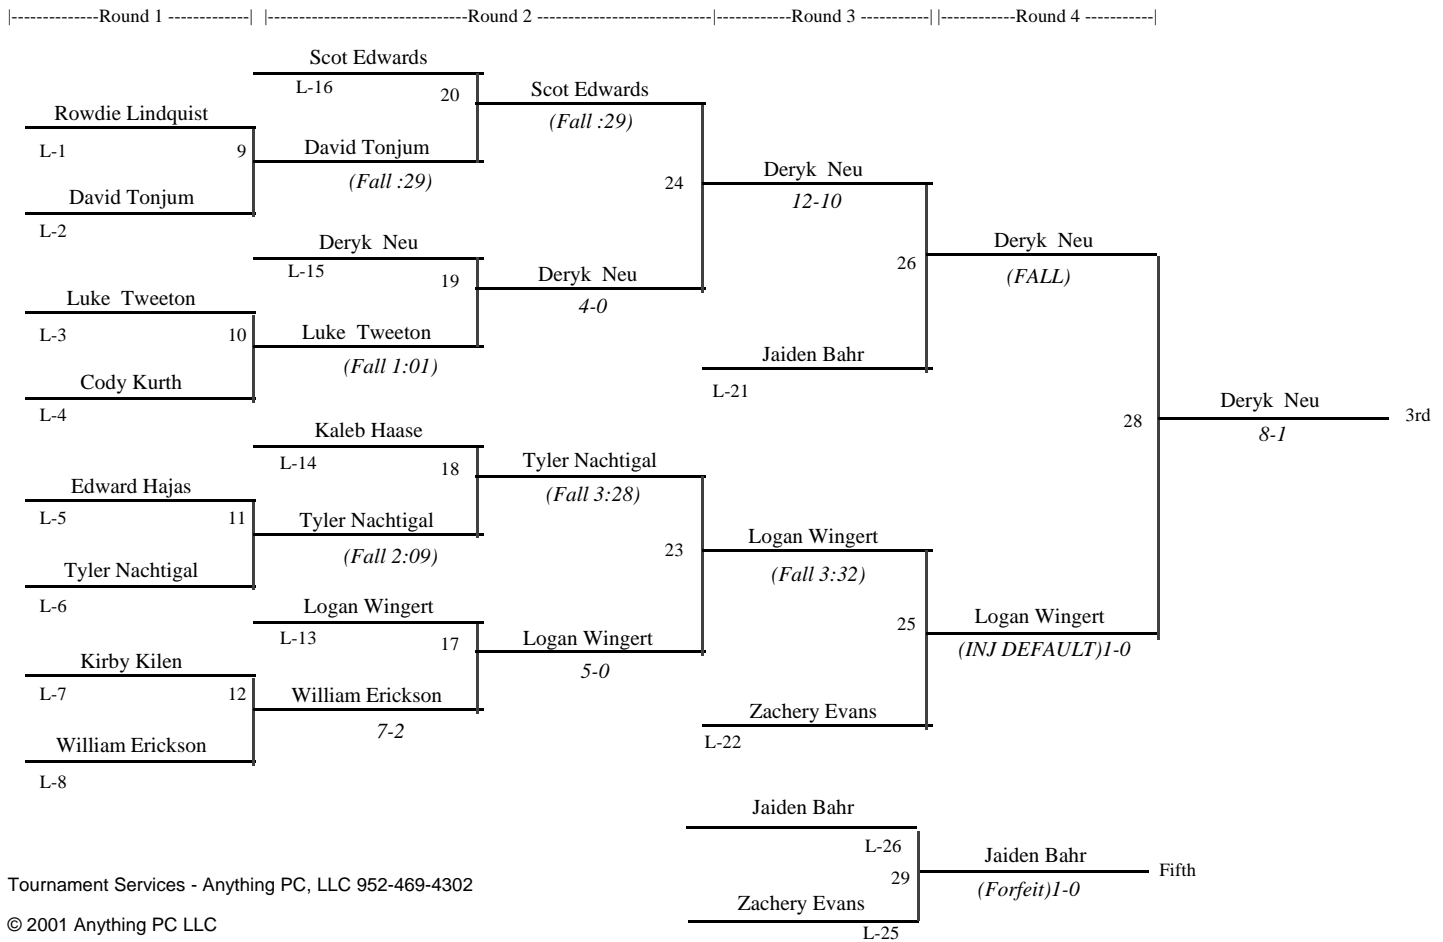 |--------------Round 1 -------------| |--------------------------------Round 2 ----------------------------|------------Round 3 -----------| |------------Round 4 -----------|
Scot Edwards
L-16
20
Scot Edwards
(Fall :29)
Rowdie Lindquist
L-1
9
David Tonjum
(Fall :29)
David Tonjum
L-2
24
Deryk Neu
12-10
Deryk Neu
L-15
19
Deryk Neu
4-0
Luke Tweeton
L-3
10
Luke Tweeton
(Fall 1:01)
Cody Kurth
L-4
26
Deryk Neu
(FALL)
Jaiden Bahr
L-21
Kaleb Haase
L-14
18
Tyler Nachtigal
(Fall 3:28)
28
Deryk Neu
8-1
3rd
Edward Hajas
L-5
11
Tyler Nachtigal
(Fall 2:09)
Tyler Nachtigal
L-6
23
Logan Wingert
(Fall 3:32)
Logan Wingert
L-13
17
Logan Wingert
5-0
25
Logan Wingert
(INJ DEFAULT)1-0
Kirby Kilen
L-7
12
William Erickson
7-2
William Erickson
L-8
Zachery Evans
L-22
Jaiden Bahr
L-26
29
Jaiden Bahr
(Forfeit)1-0
Fifth
Zachery Evans
L-25
Tournament Services - Anything PC, LLC 952-469-4302
© 2001 Anything PC LLC